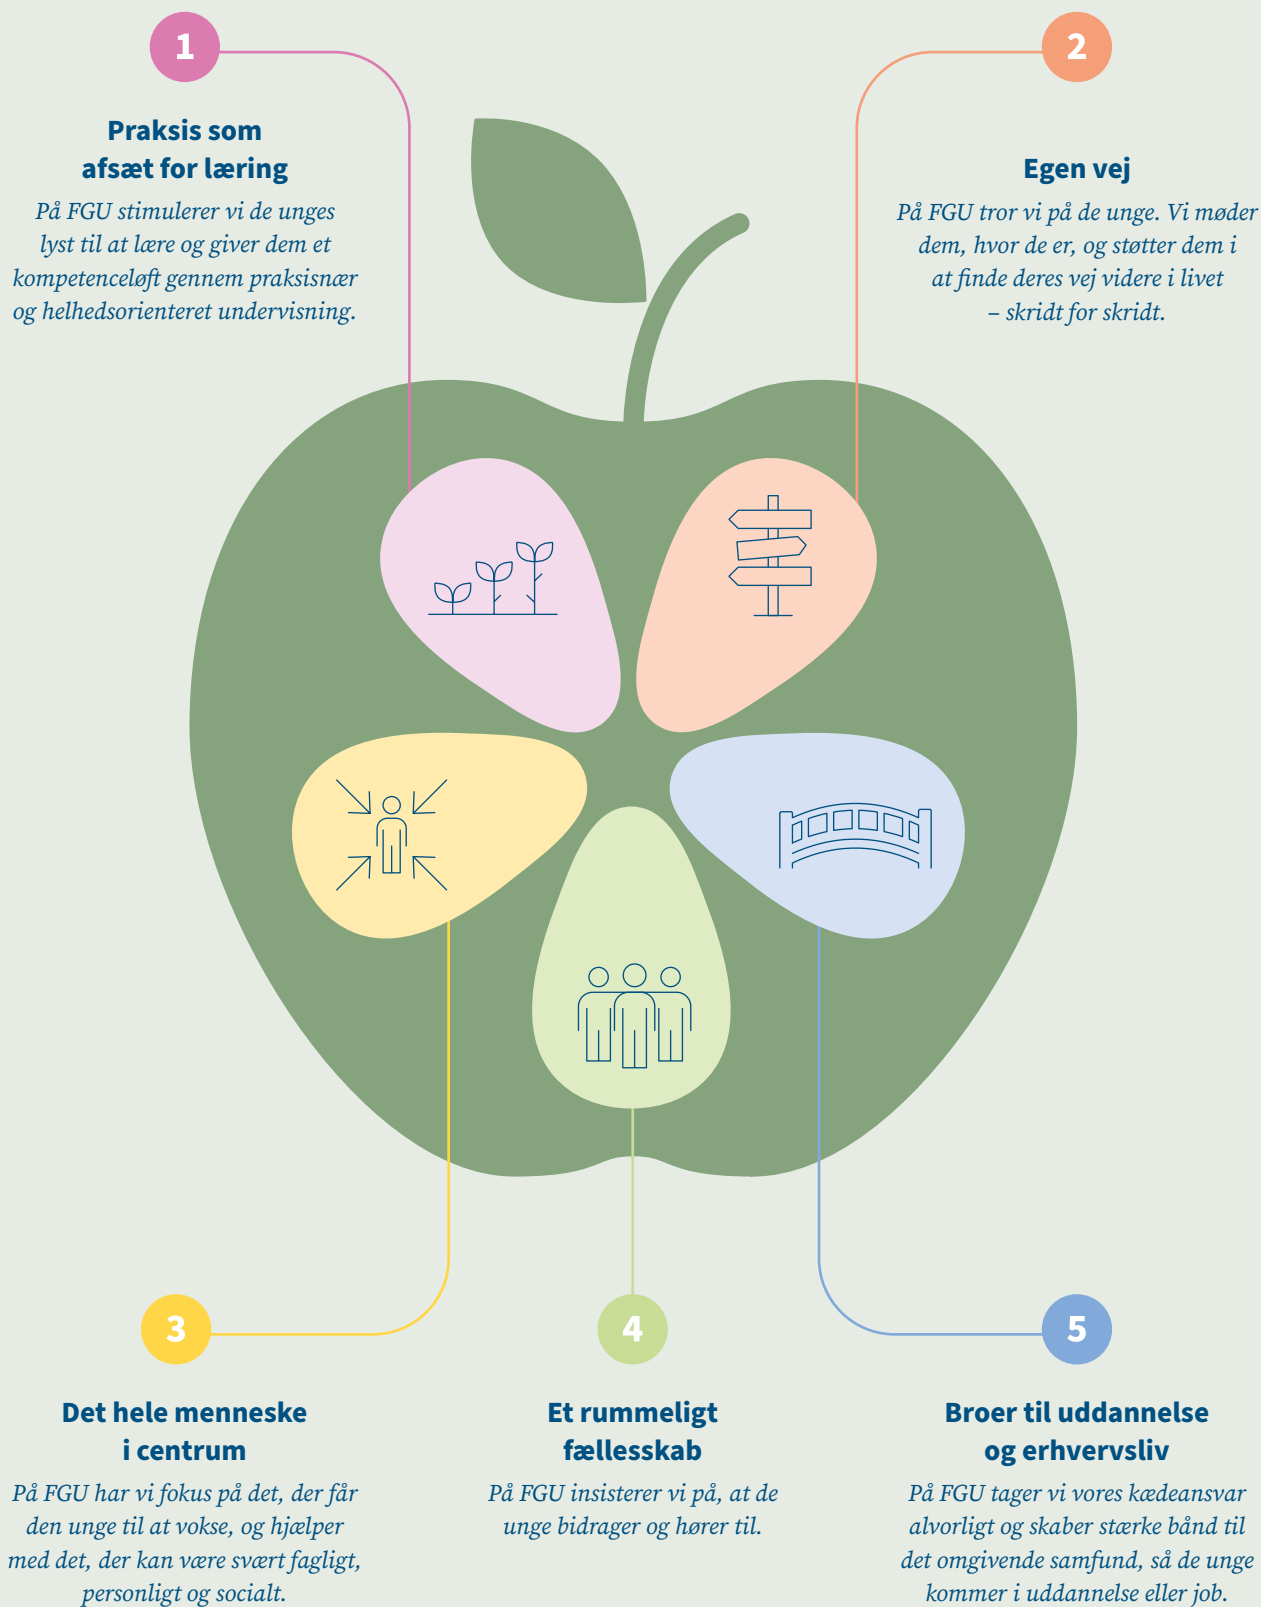 1
Praksis som
afsæt for læring
På FGU stimulerer vi de unges
lyst til at lære og giver dem et
kompetenceløft gennem praksisnær
og helhedsorienteret undervisning.
2
Egen vej
På FGU tror vi på de unge. Vi møder
dem, hvor de er, og støtter dem i
at finde deres vej videre i livet
– skridt for skridt.
3
Det hele menneske
i centrum
På FGU har vi fokus på det, der får
den unge til at vokse, og hjælper
med det, der kan være svært fagligt,
personligt og socialt.
4
Et rummeligt
fællesskab
På FGU insisterer vi på, at de
unge bidrager og hører til.
5
Broer til uddannelse
og erhvervsliv
På FGU tager vi vores kædeansvar
alvorligt og skaber stærke bånd til
det omgivende samfund, så de unge
kommer i uddannelse eller job.